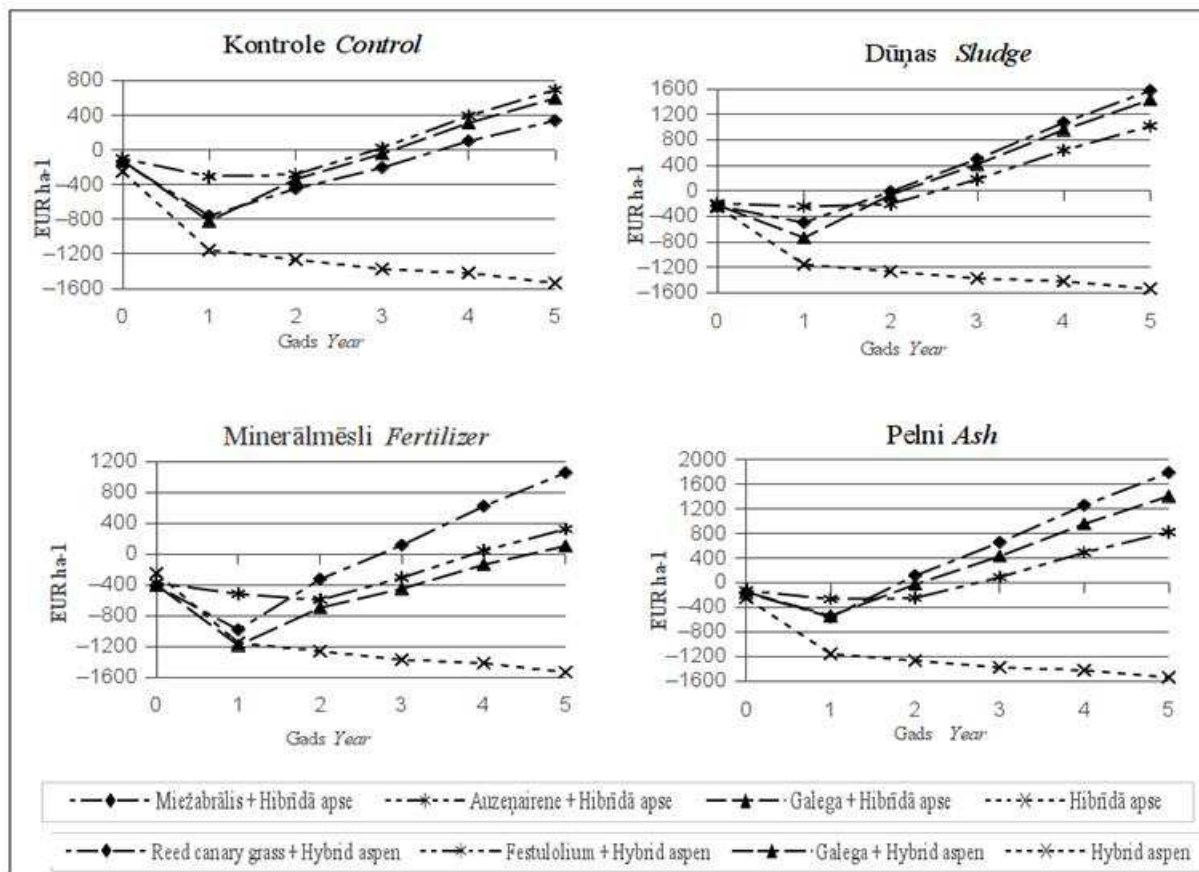 Kontrole Control
800
400
0
−400
−800
−1200
−1600
EUR ha-1
0 1 2 3 4 5
Gads Year
Dūņas Sludge
1600
1200
800
400
0
−400
−800
−1200
−1600
EUR ha-1
0 1 2 3 4 5
Gads Year
Minerālmēsli Fertilizer
1200
800
400
0
−400
−800
−1200
−1600
EUR ha-1
0 1 2 3 4 5
Gads Year
Pelni Ash
2000
1600
1200
800
400
0
−400
−800
−1200
−1600
EUR ha-1
0 1 2 3 4 5
Gads Year
Miežabrālis + Hibrīdā apse Auzeņairene + Hibrīdā apse Galega + Hibrīdā apse Hibrīdā apse
Reed canary grass + Hybrid aspen Festulolium + Hybrid aspen Galega + Hybrid aspen Hybrid aspen